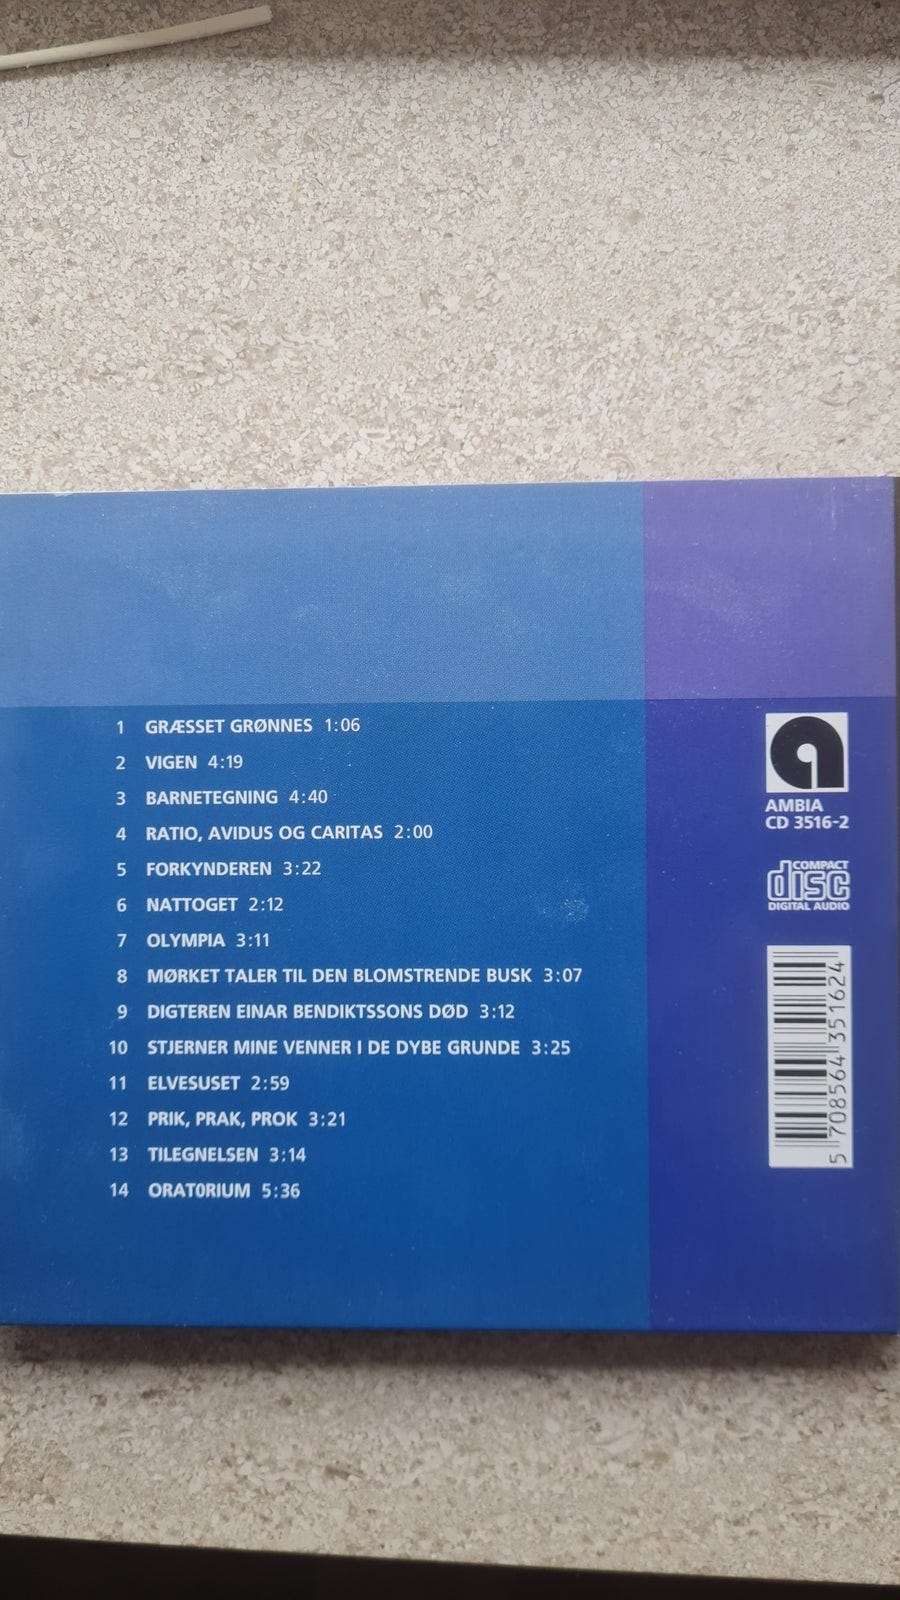 1 GRÆSSET GRØNNES 1:06
2 VIGEN 4:19
3 BARNETEGNING 4:40
4 RATIO, AVIDUS OG CARITAS 2:00
5 FORKYNDEREN 3:22
6 NATTOGET 2:12
7 OLYMPIA 3:11
8 MØRKET TALER TIL DEN BLOMSTRENDE BUSK 3:07
9 DIGTEREN EINAR BENDIKTSSONS DØD 3:12
10 STJERNER MINE VENNER I DE DYBE GRUNDE 3:25
11 ELVESUSET 2:59
12 PRIK, PRAK, PROK 3:21
13 TILEGNELSEN 3:14
14 ORAT0RIUM 5:36
a
AMBIA
CD 3516-2
COMPACT
disc
DIGITAL AUDIO
5 708564 351624